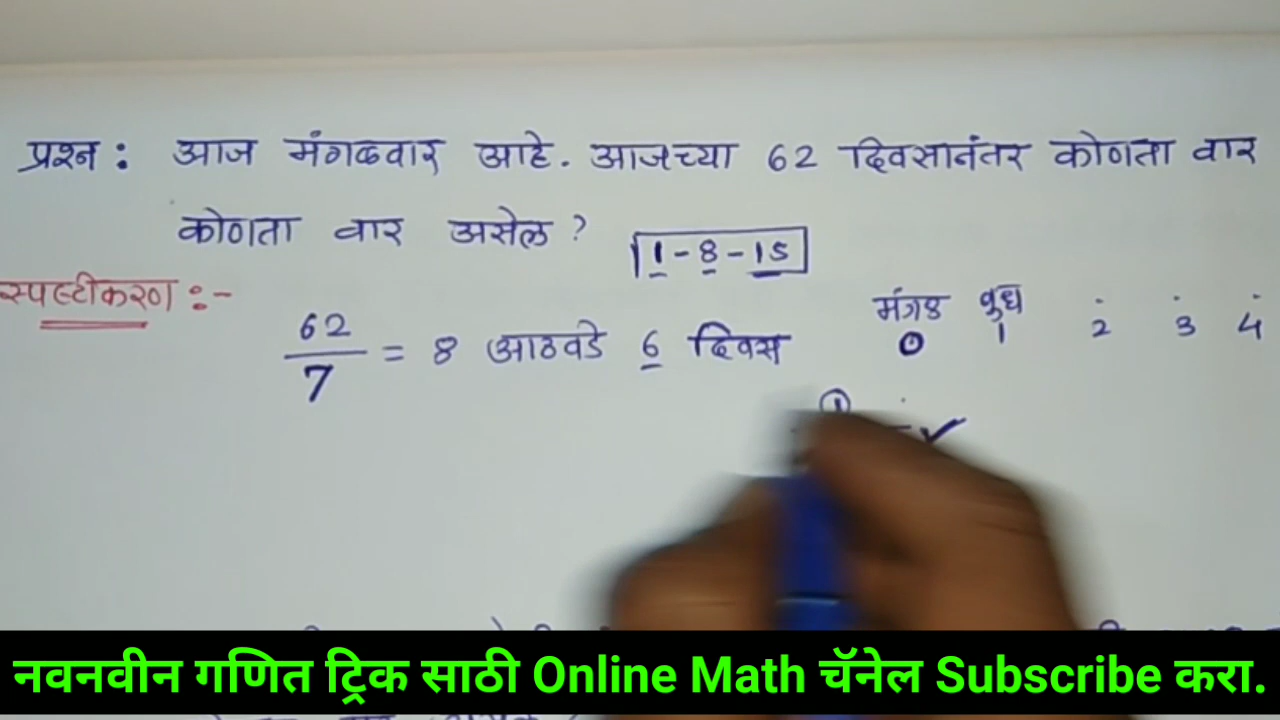 प्रश्न : आज मंगळवार आहे. आजच्या 62 दिवसानंतर कोणता वार
कोणता वार असेल ?
1 - 8 - 15
स्पष्टीकरण :-
62/7 = 8 आठवडे 6 दिवस
मंगळ बुध
0 1 2 3 4
1
नवनवीन गणित ट्रिक साठी Online Math चॅनेल Subscribe करा.